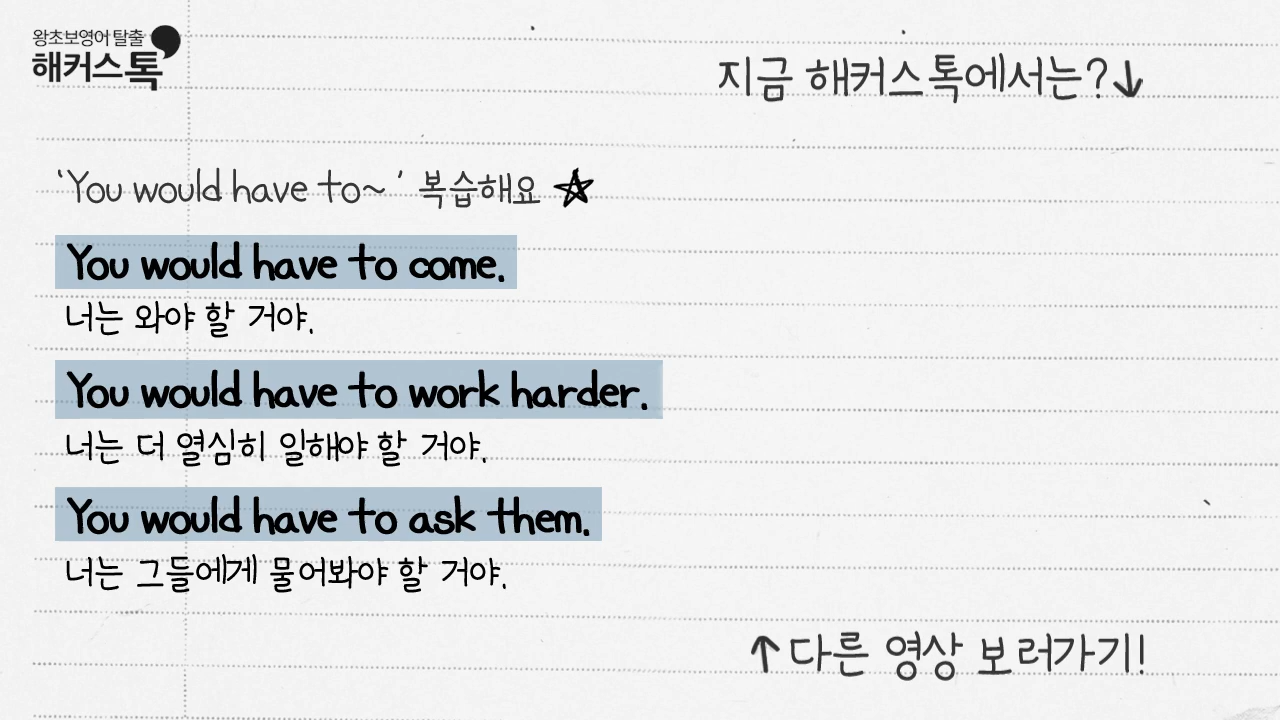 왕초보영어 탈출
해커스톡
지금 해커스톡에서는?↓
'You would have to~' 복습해요 ☆
You would have to come.
너는 와야 할 거야.
You would have to work harder.
너는 더 열심히 일해야 할 거야.
You would have to ask them.
너는 그들에게 물어봐야 할 거야.
↑다른 영상 보러가기!